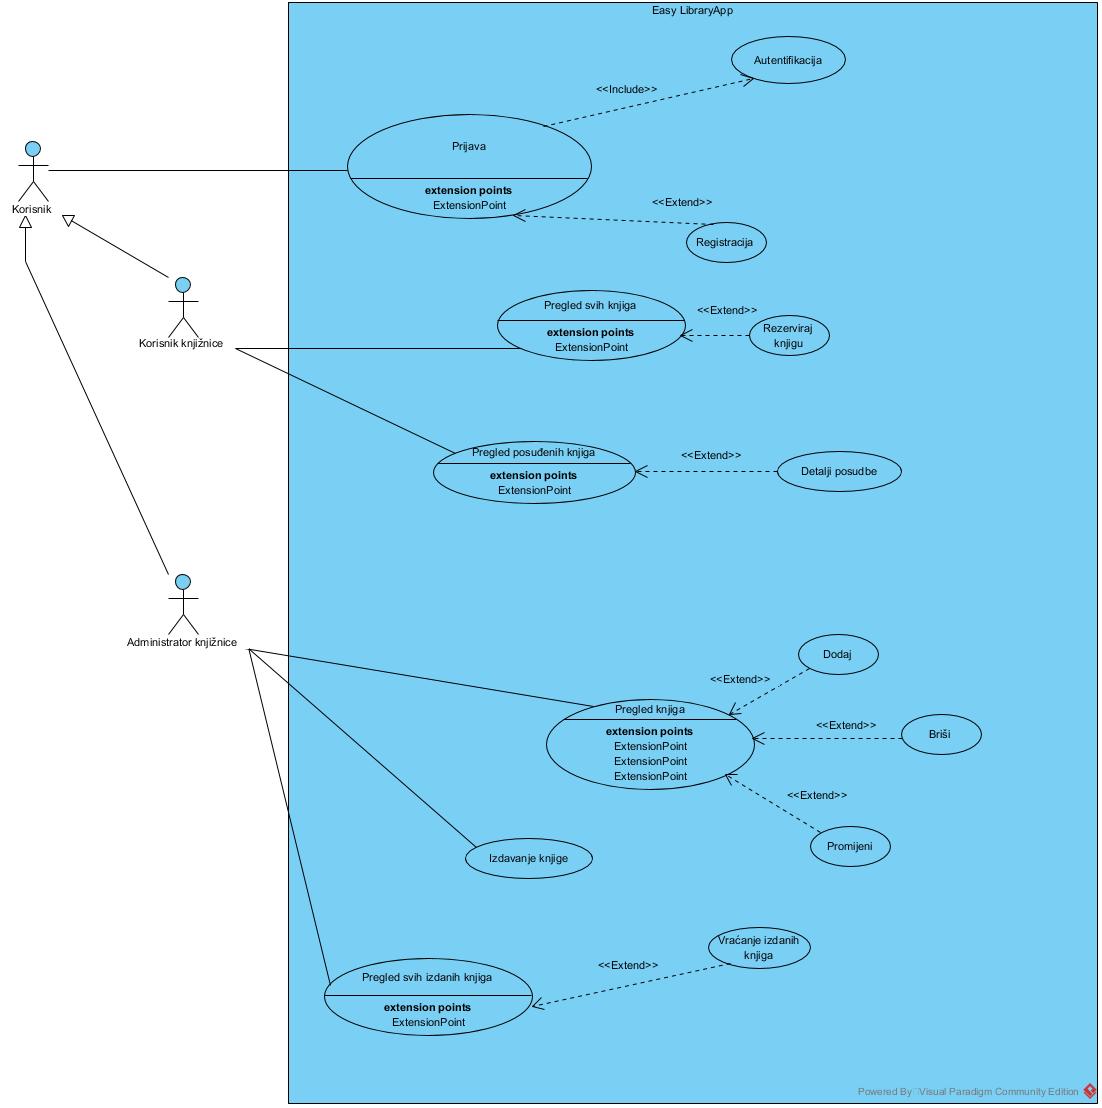 Easy LibraryApp
Autentifikacija
<<Include>>
Prijava
extension points
ExtensionPoint
<<Extend>>
Registracija
Korisnik
Korisnik knjižnice
Pregled svih knjiga
extension points
ExtensionPoint
<<Extend>>
Rezerviraj
knjigu
Pregled posuđenih knjiga
extension points
ExtensionPoint
<<Extend>>
Detalji posudbe
Administrator knjižnice
Dodaj
<<Extend>>
Pregled knjiga
extension points
ExtensionPoint
ExtensionPoint
ExtensionPoint
<<Extend>>
Briši
<<Extend>>
Promijeni
Izdavanje knjige
Vraćanje izdanih
knjiga
<<Extend>>
Pregled svih izdanih knjiga
extension points
ExtensionPoint
Powered By Visual Paradigm Community Edition